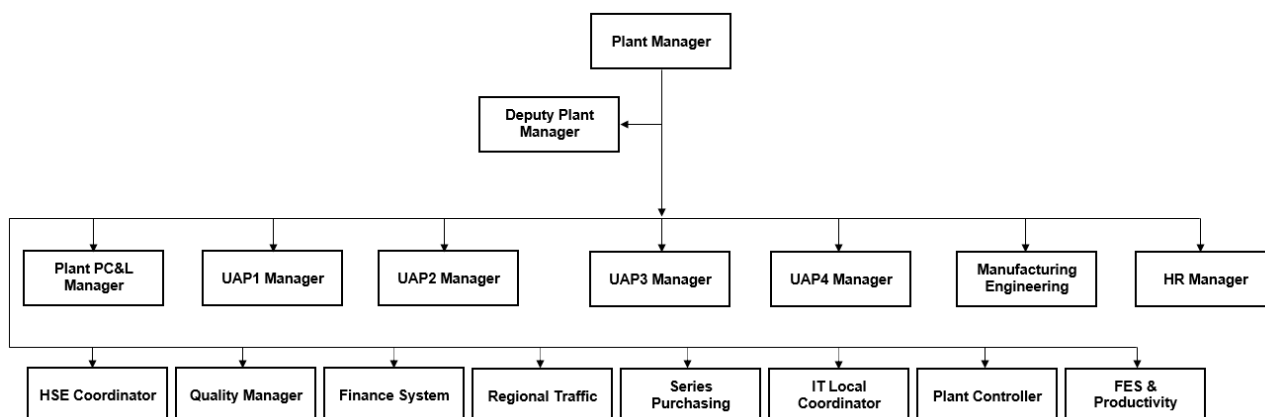 Plant Manager
Deputy Plant
Manager
Plant PC&L
Manager
UAP1 Manager
UAP2 Manager
UAP3 Manager
UAP4 Manager
Manufacturing
Engineering
HR Manager
HSE Coordinator
Quality Manager
Finance System
Regional Traffic
Series
Purchasing
IT Local
Coordinator
Plant Controller
FES &
Productivity